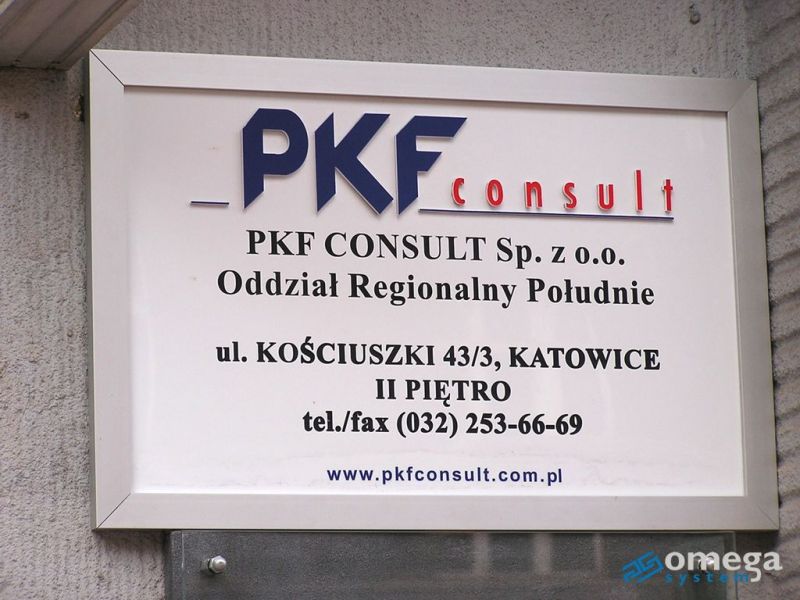 PKF consult
PKF CONSULT Sp. z o.o.
Oddział Regionalny Południe
ul. KOŚCIUSZKI 43/3, KATOWICE
II PIĘTRO
tel./fax (032) 253-66-69
www.pkfconsult.com.pl
omega
system